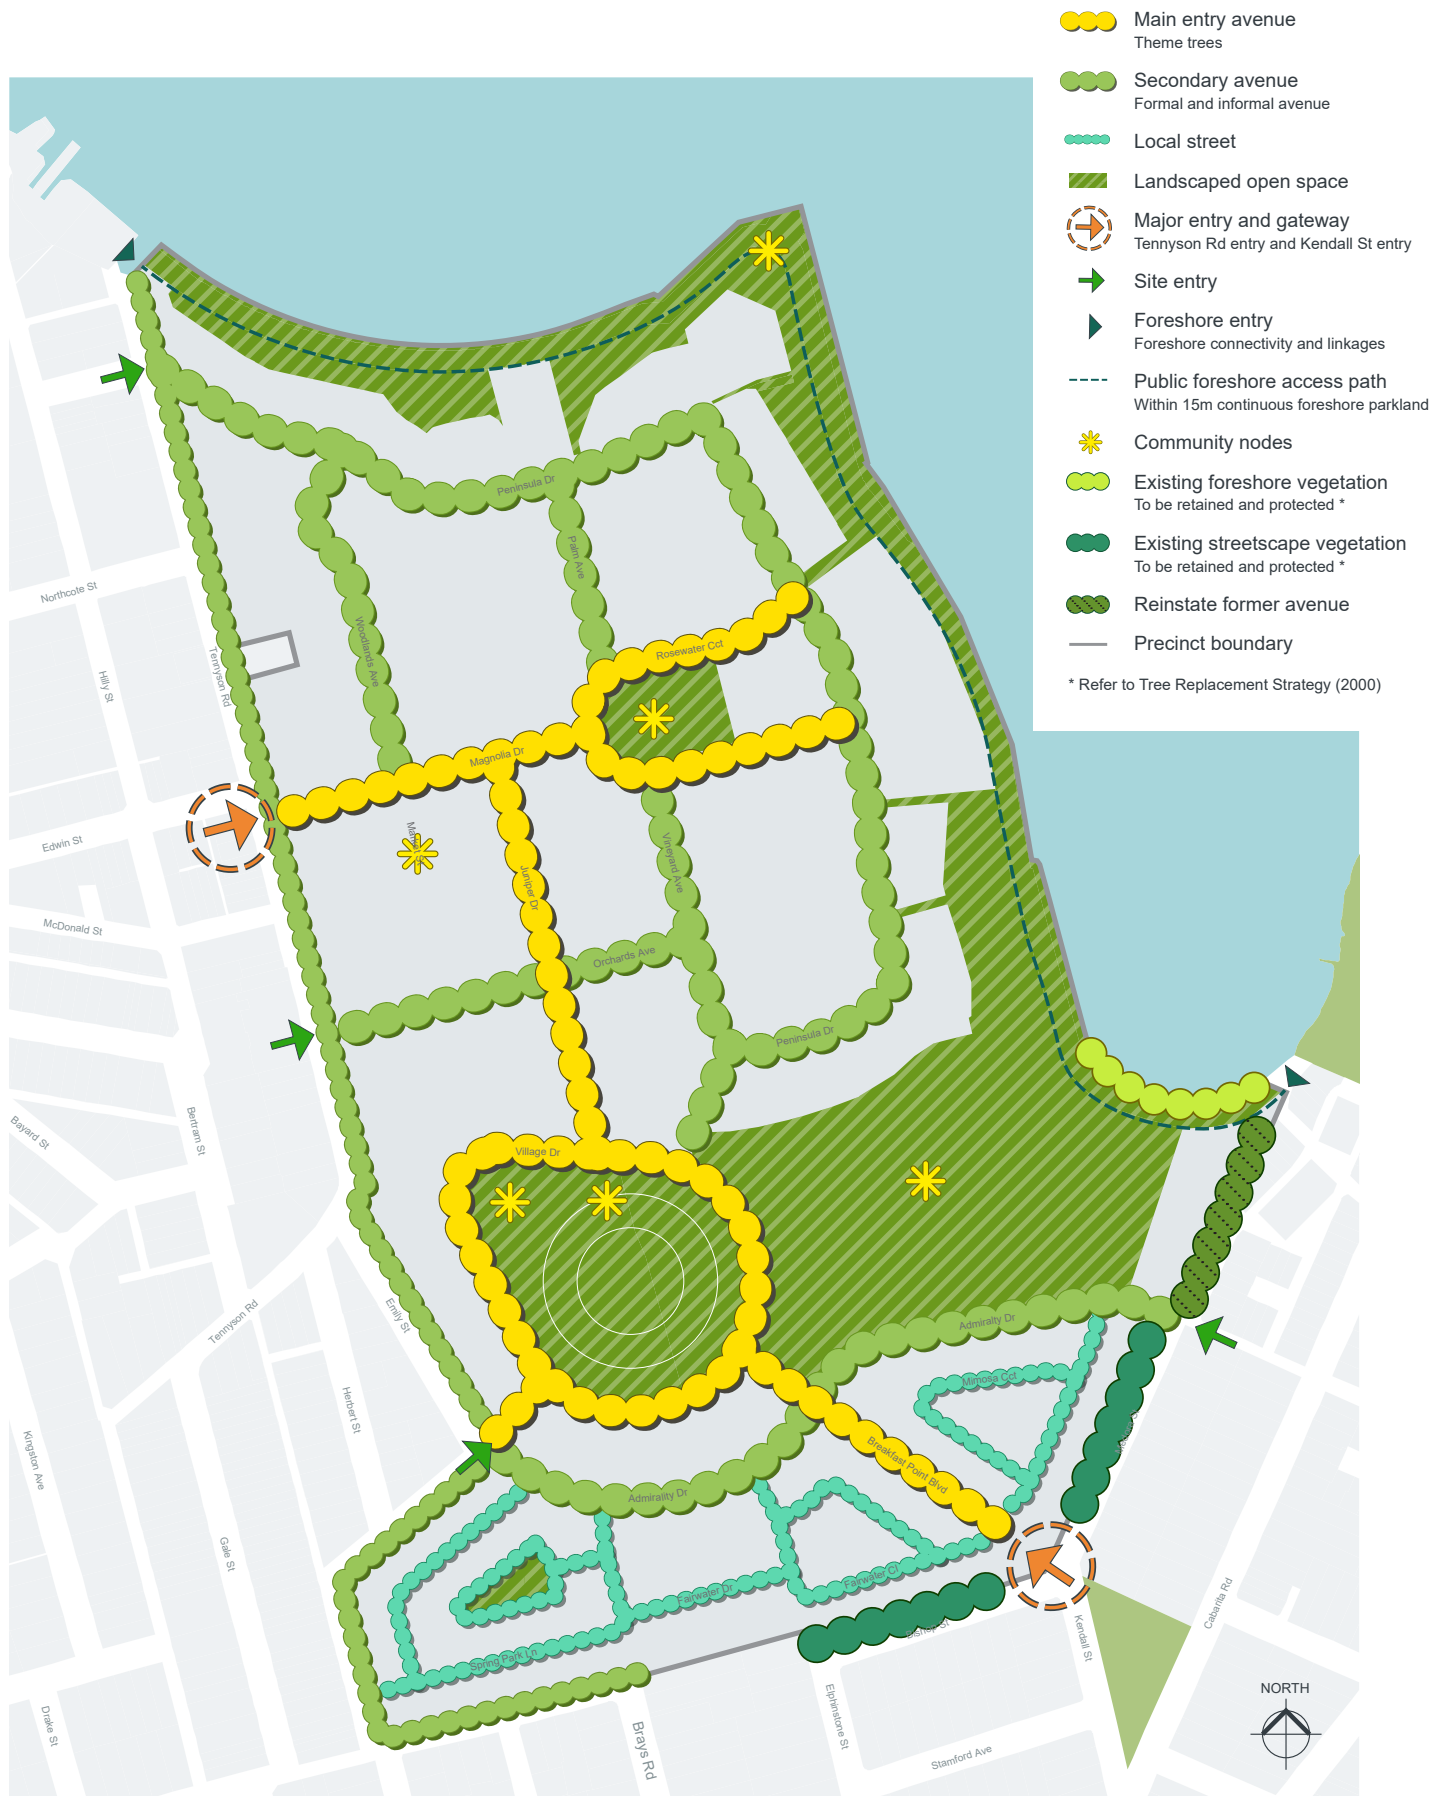 Main entry avenue
Theme trees
Secondary avenue
Formal and informal avenue
Local street
Landscaped open space
Major entry and gateway
Tennyson Rd entry and Kendall St entry
Site entry
Foreshore entry
Foreshore connectivity and linkages
Public foreshore access path
Within 15m continuous foreshore parkland
Community nodes
Existing foreshore vegetation
To be retained and protected *
Existing streetscape vegetation
To be retained and protected *
Reinstate former avenue
Precinct boundary
* Refer to Tree Replacement Strategy (2000)
Peninsula Dr
Palm Ave
Northcote St
Woodlands Ave
Rosewater Cct
Tennyson Rd
Hilly St
Magnolia Dr
Edwin St
Juniper Dr
Vineyard Ave
McDonald St
Orchards Ave
Peninsula Dr
Bayard St
Bertram St
Village Dr
Emily St
Tennyson Rd
Admiralty Dr
Mimosa Cct
Herbert St
Kingston Ave
Breakfast Point Blvd
Admirality Dr
Gale St
Fairwater Dr
Fairwater Cl
Cabarita Rd
Bishop St
Kendall St
Spring Park Ln
Drake St
Brays Rd
Elphinstone St
Stamford Ave
NORTH